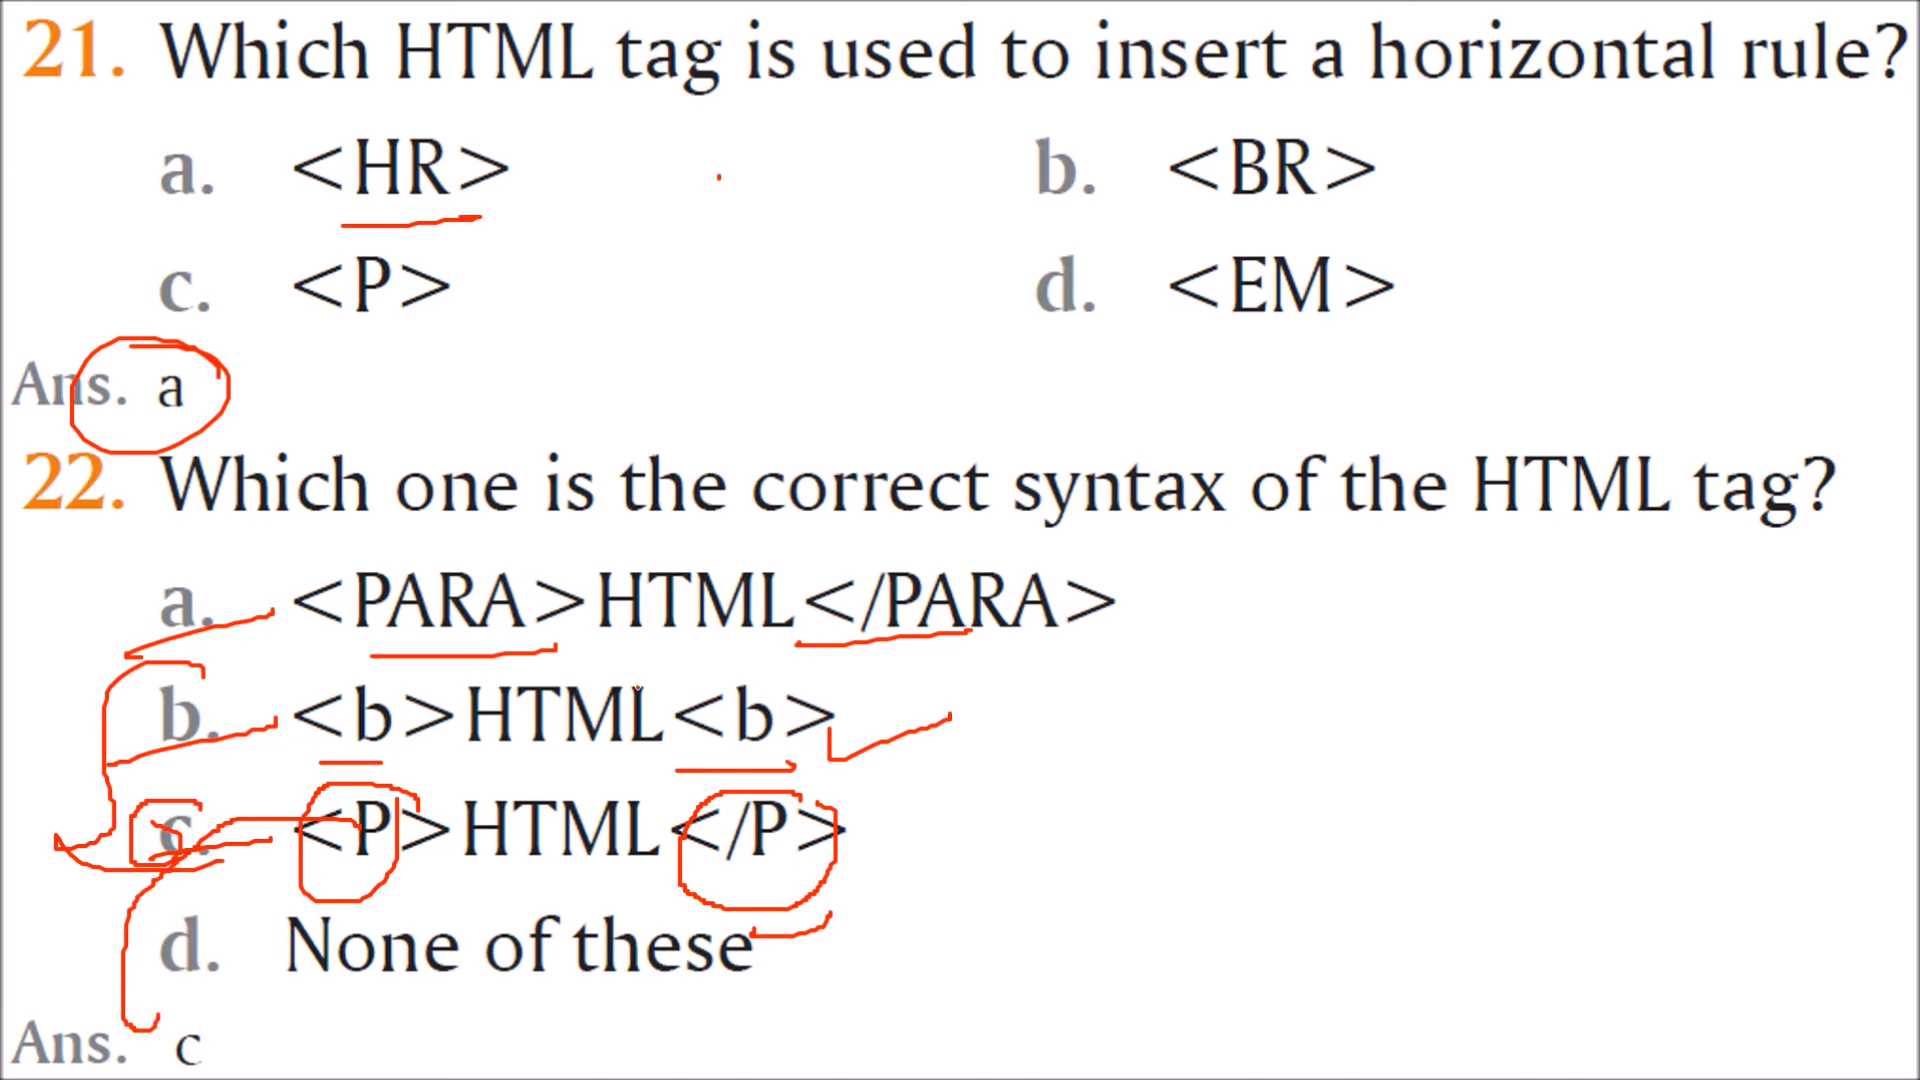 21. Which HTML tag is used to insert a horizontal rule?
a. <HR> b. <BR>
c. <P> d. <EM>
Ans. a
22. Which one is the correct syntax of the HTML tag?
a. <PARA>HTML</PARA>
b. <b>HTML<b>
c. <P>HTML</P>
d. None of these
Ans. c